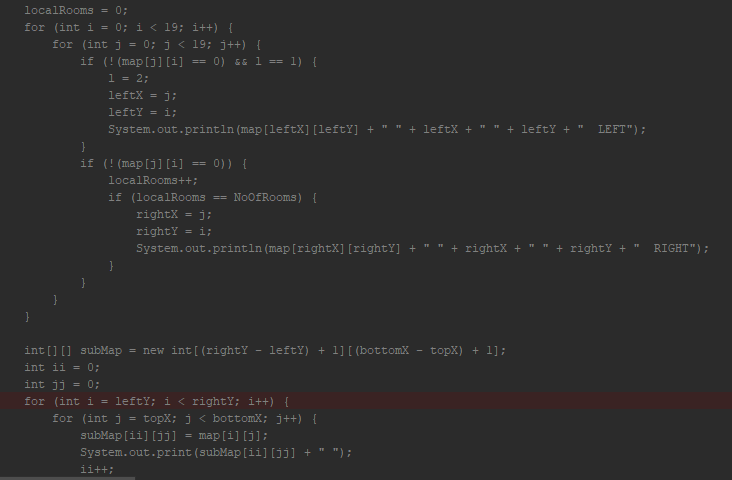 localRooms = 0;
for (int i = 0; i < 19; i++) {
    for (int j = 0; j < 19; j++) {
        if (!(map[j][i] == 0) && l == 1) {
            l = 2;
            leftX = j;
            leftY = i;
            System.out.println(map[leftX][leftY] + " " + leftX + " " + leftY + "  LEFT");
        }
        if (!(map[j][i] == 0)) {
            localRooms++;
            if (localRooms == NoOfRooms) {
                rightX = j;
                rightY = i;
                System.out.println(map[rightX][rightY] + " " + rightX + " " + rightY + "  RIGHT");
            }
        }
    }
}

int[][] subMap = new int[(rightY - leftY) + 1][(bottomX - topX) + 1];
int ii = 0;
int jj = 0;
for (int i = leftY; i < rightY; i++) {
    for (int j = topX; j < bottomX; j++) {
        subMap[ii][jj] = map[i][j];
        System.out.print(subMap[ii][jj] + " ");
        ii++;